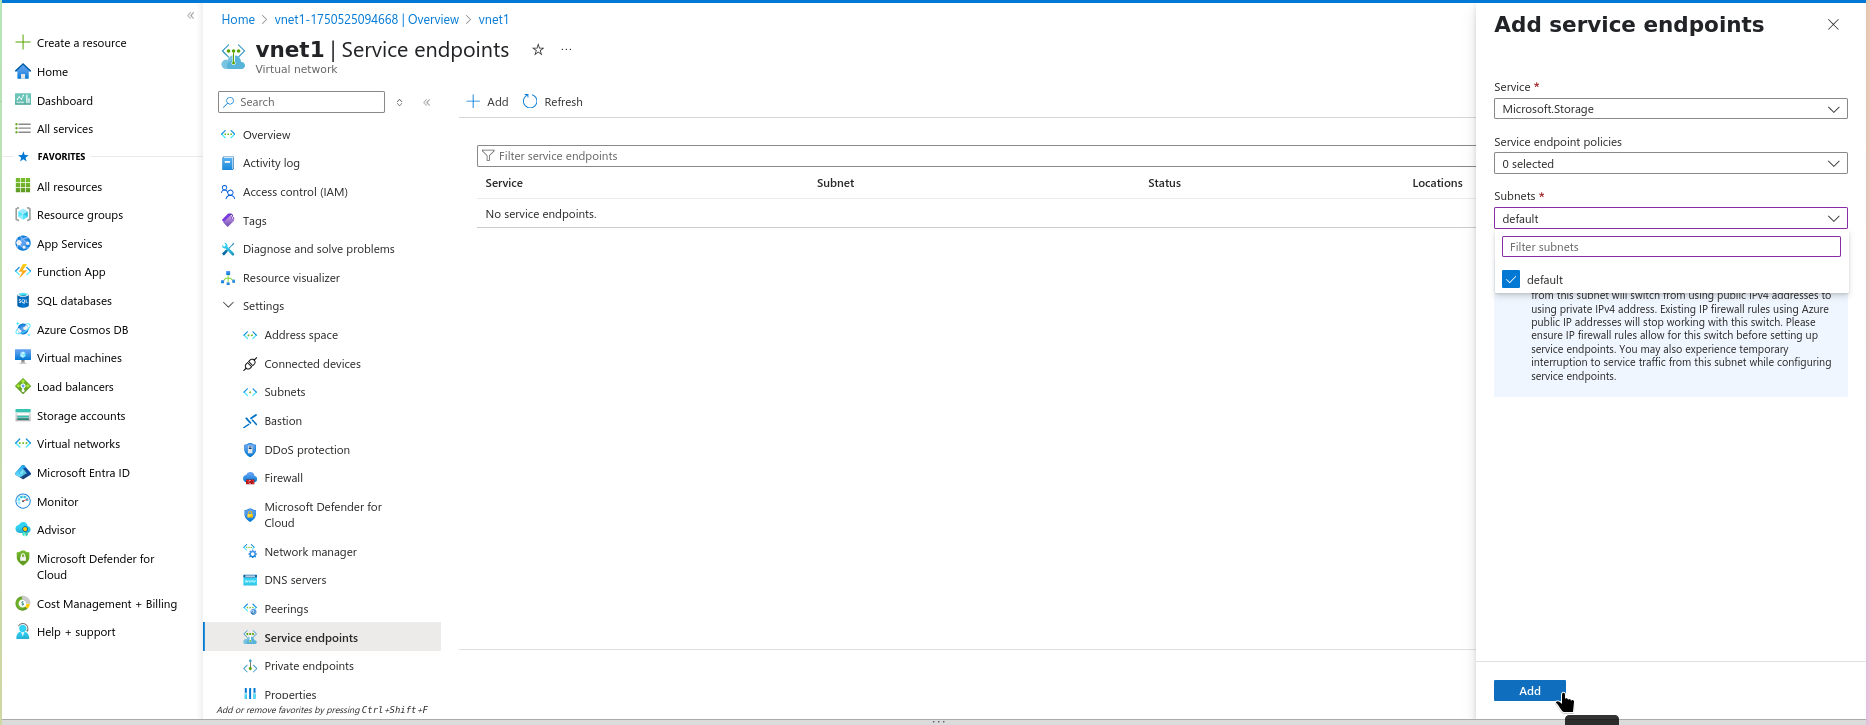 Create a resource
Home
Dashboard
All services
FAVORITES
All resources
Resource groups
App Services
Function App
SQL databases
Azure Cosmos DB
Virtual machines
Load balancers
Storage accounts
Virtual networks
Microsoft Entra ID
Monitor
Advisor
Microsoft Defender for
Cloud
Cost Management + Billing
Help + support
Home > vnet1-1750525094668 | Overview > vnet1
vnet1 | Service endpoints
Virtual network
Search
Overview
Activity log
Access control (IAM)
Tags
Diagnose and solve problems
Resource visualizer
Settings
Address space
Connected devices
Subnets
Bastion
DDoS protection
Firewall
Microsoft Defender for
Cloud
Network manager
DNS servers
Peerings
Service endpoints
Private endpoints
Properties
Add or remove favorites by pressing Ctrl+Shift+F
Add Refresh
Filter service endpoints
Service Subnet Status Locations
No service endpoints.
Add service endpoints
Service *
Microsoft.Storage
Service endpoint policies
0 selected
Subnets *
default
Filter subnets
default
from this subnet will switch from using public IPv4 addresses to
using private IPv4 address. Existing IP firewall rules using Azure
public IP addresses will stop working with this switch. Please
ensure IP firewall rules allow for this switch before setting up
service endpoints. You may also experience temporary
interruption to service traffic from this subnet while configuring
service endpoints.
Add